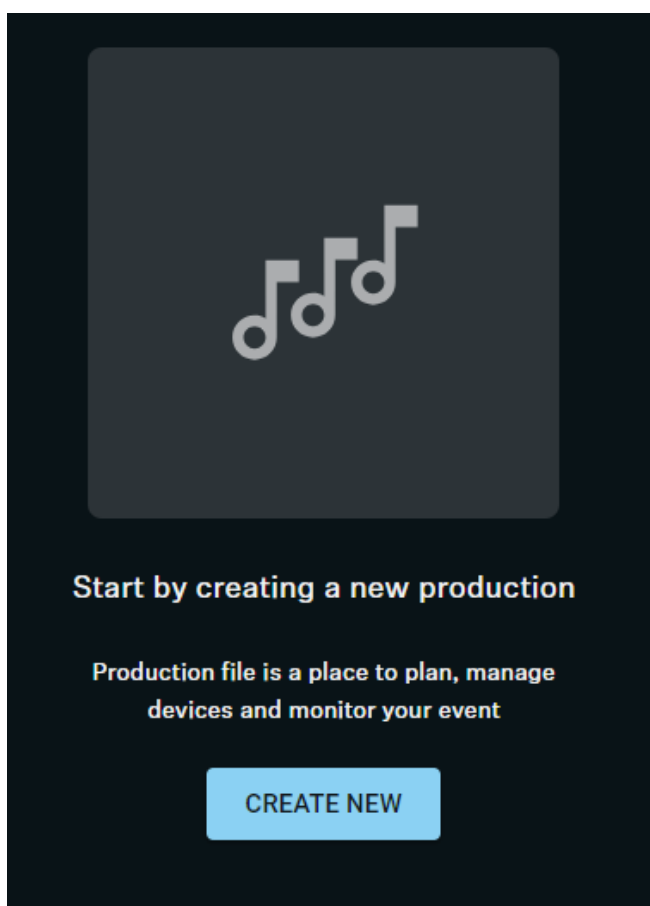 Start by creating a new production
Production file is a place to plan, manage
devices and monitor your event
CREATE NEW